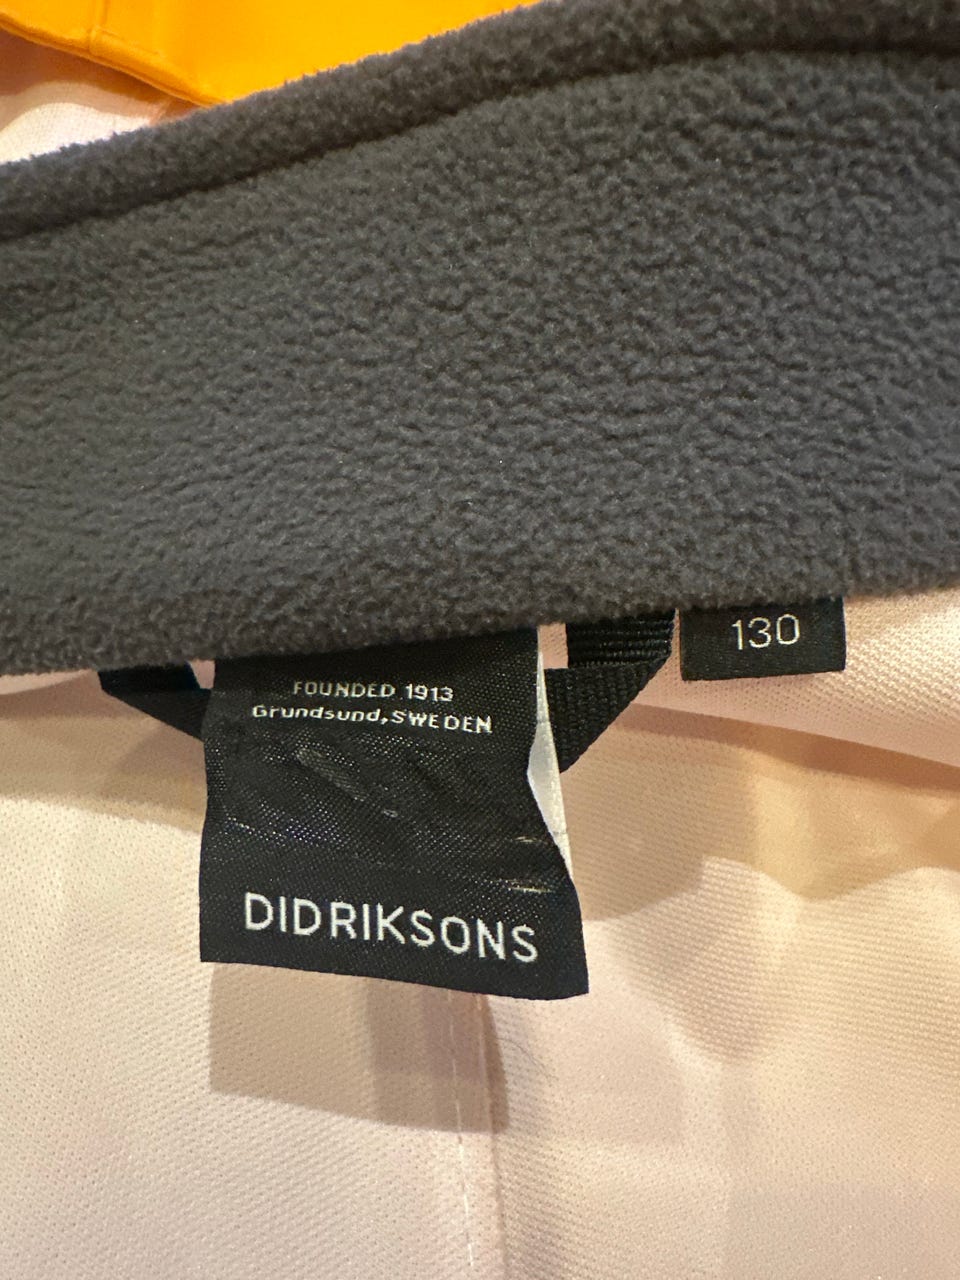 130
FOUNDED 1913
Grundsund,SWEDEN
DIDRIKSONS